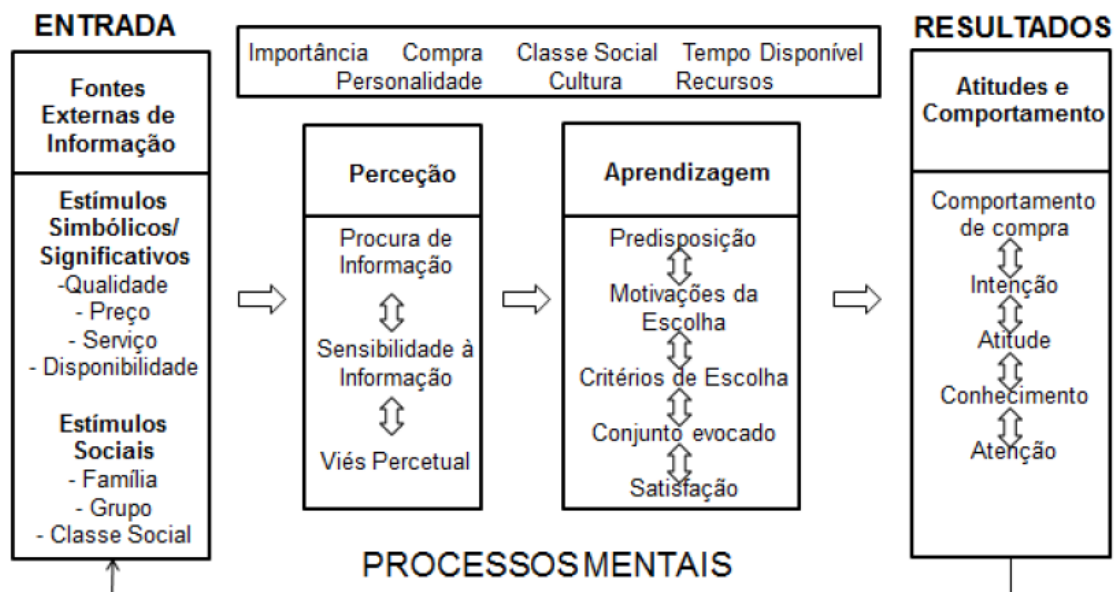 ENTRADA
Fontes
Externas de
Informação
Estímulos
Simbólicos/
Significativos
-Qualidade
- Preço
- Serviço
- Disponibilidade
Estímulos
Sociais
- Família
- Grupo
- Classe Social
Importância Compra Classe Social Tempo Disponível
Personalidade Cultura Recursos
Perceção
Procura de
Informação
Sensibilidade à
Informação
Viés Percetual
Aprendizagem
Predisposição
Motivações da
Escolha
Critérios de Escolha
Conjunto evocado
Satisfação
PROCESSOS MENTAIS
RESULTADOS
Atitudes e
Comportamento
Comportamento
de compra
Intenção
Atitude
Conhecimento
Atenção